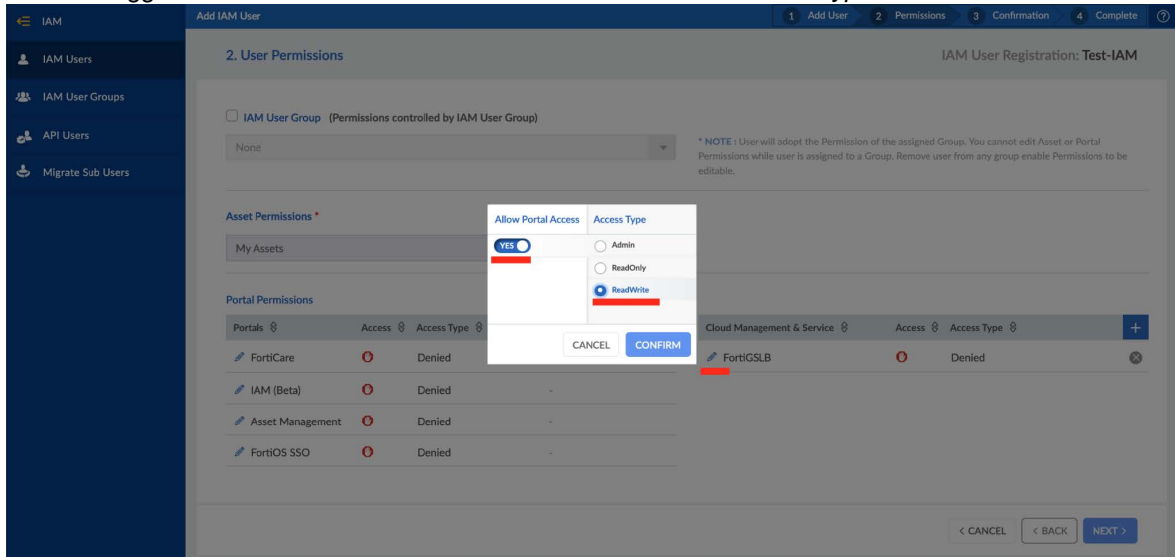 IAM
Add IAM User
1 Add User
2 Permissions
3 Confirmation
4 Complete
IAM Users
IAM User Groups
API Users
Migrate Sub Users
2. User Permissions
IAM User Registration: Test-IAM
IAM User Group (Permissions controlled by IAM User Group)
None
* NOTE : User will adopt the Permission of the assigned Group. You cannot edit Asset or Portal
Permissions while user is assigned to a Group. Remove user from any group enable Permissions to be
editable.
Asset Permissions *
My Assets
Allow Portal Access Access Type
YES
Admin
ReadOnly
ReadWrite
CANCEL CONFIRM
Portal Permissions
Portals Access Access Type
FortiCare Denied
IAM (Beta) Denied -
Asset Management Denied -
FortiOS SSO Denied -
Cloud Management & Service Access Access Type +
FortiGSLB Denied
< CANCEL < BACK NEXT >